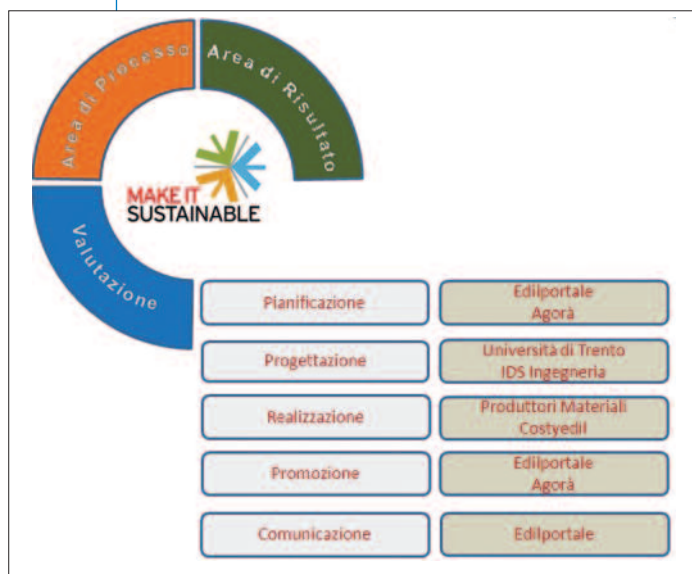 Area di Processo
Area di Risultato
MAKE IT
SUSTAINABLE
Valutazione
Planificazione
Edilportale
Agorà
Progettazione
Università di Trento
IDS Ingegneria
Realizzazione
Produttori Materiali
Costyedil
Promozione
Edilportale
Agorà
Comunicazione
Edilportale